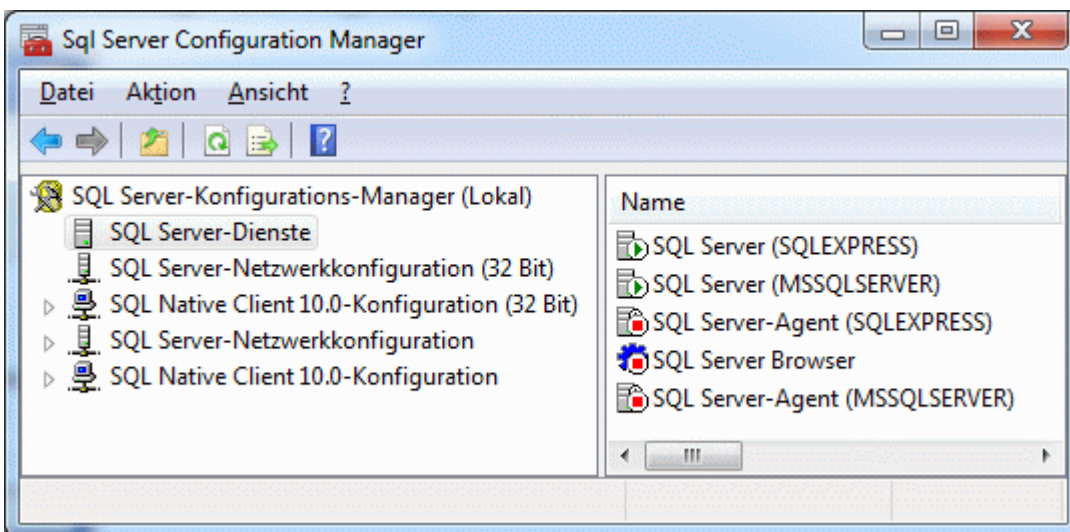 Sql Server Configuration Manager
Datei Aktion Ansicht ?
SQL Server-Konfigurations-Manager (Lokal)
SQL Server-Dienste
SQL Server-Netzwerkkonfiguration (32 Bit)
SQL Native Client 10.0-Konfiguration (32 Bit)
SQL Server-Netzwerkkonfiguration
SQL Native Client 10.0-Konfiguration
Name
SQL Server (SQLEXPRESS)
SQL Server (MSSQLSERVER)
SQL Server-Agent (SQLEXPRESS)
SQL Server Browser
SQL Server-Agent (MSSQLSERVER)